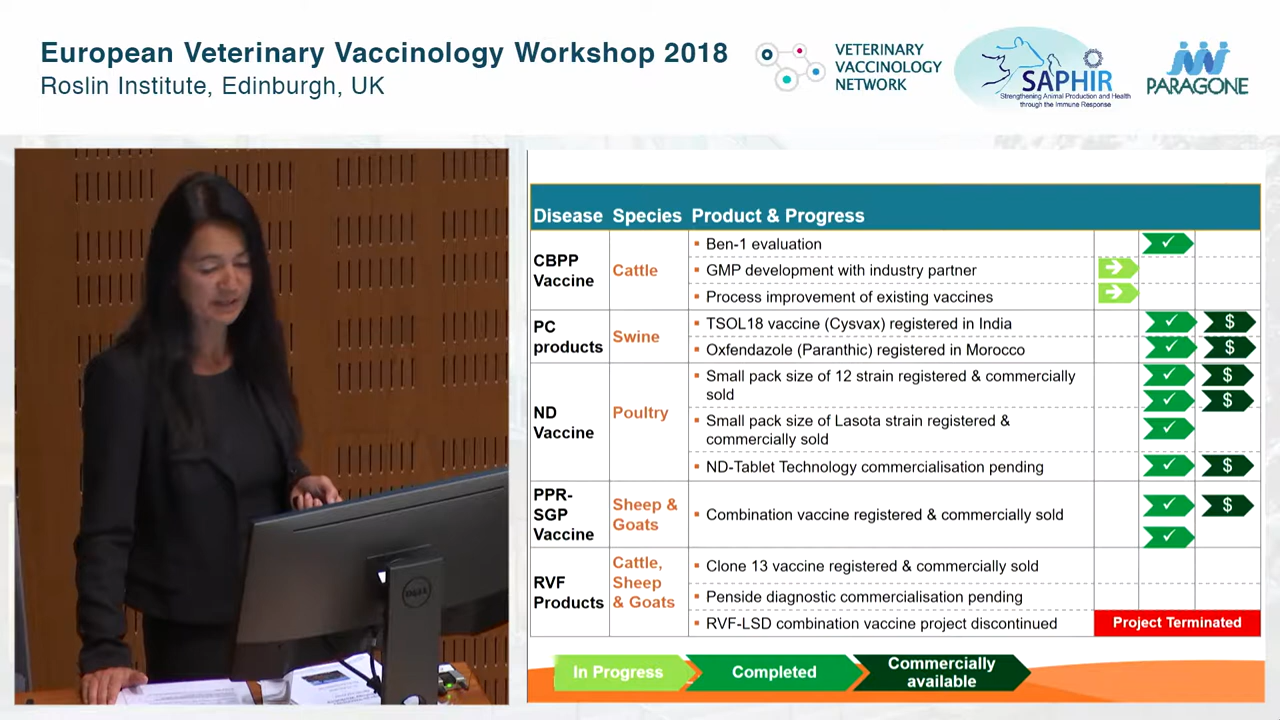 European Veterinary Vaccinology Workshop 2018
Roslin Institute, Edinburgh, UK
VETERINARY
VACCINOLOGY
NETWORK
SAPHIR
Strengthening Animal Production and Health
through the Immune Response
PARAGONE
Disease Species Product & Progress
CBPP
Vaccine
Cattle
▪ Ben-1 evaluation
▪ GMP development with industry partner
▪ Process improvement of existing vaccines
PC
products
Swine
▪ TSOL18 vaccine (Cysvax) registered in India
$
▪ Oxfendazole (Paranthic) registered in Morocco
$
ND
Vaccine
Poultry
▪ Small pack size of 12 strain registered & commercially
sold
$
$
▪ Small pack size of Lasota strain registered &
commercially sold
▪ ND-Tablet Technology commercialisation pending
$
PPR-
SGP
Vaccine
Sheep &
Goats
▪ Combination vaccine registered & commercially sold
$
RVF
Products
Cattle,
Sheep
& Goats
▪ Clone 13 vaccine registered & commercially sold
▪ Penside diagnostic commercialisation pending
▪ RVF-LSD combination vaccine project discontinued
Project Terminated
In Progress
Completed
Commercially
available
DELL